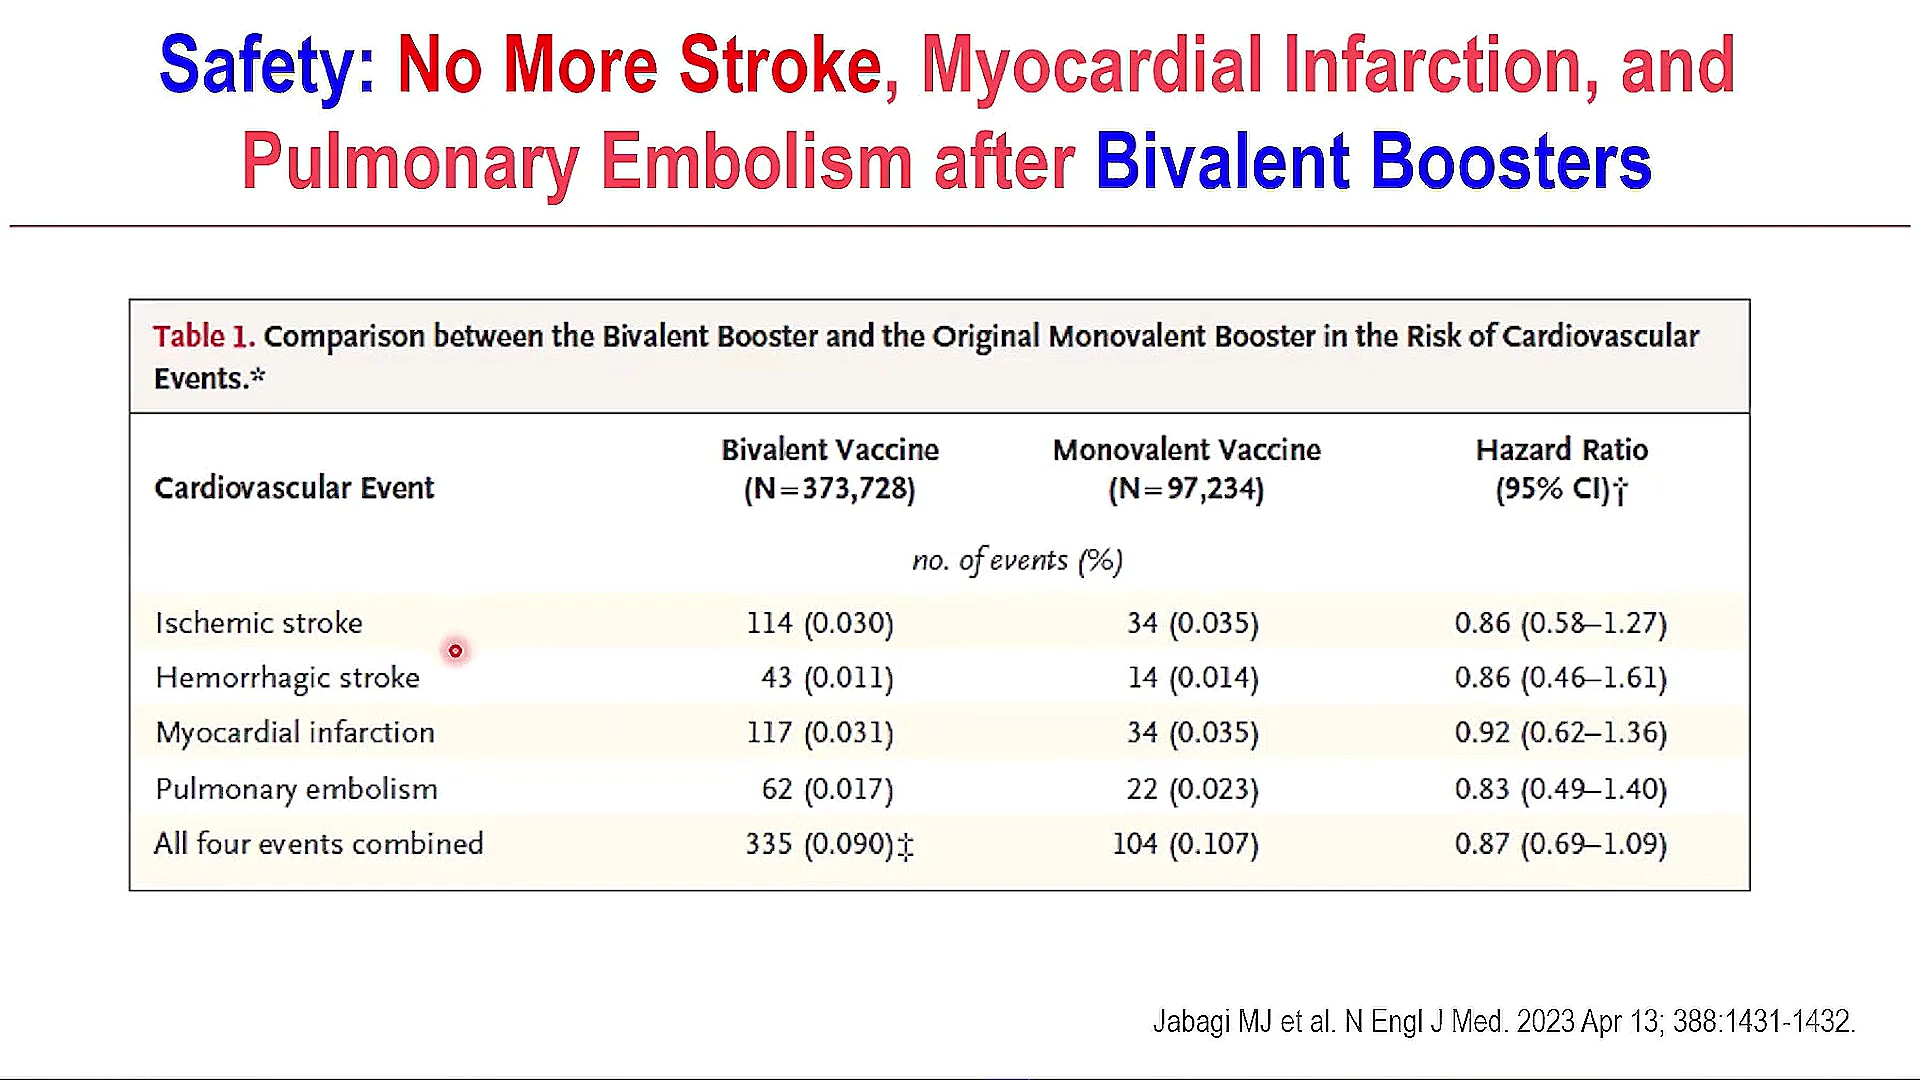 Safety: No More Stroke, Myocardial Infarction, and
Pulmonary Embolism after Bivalent Boosters
Table 1. Comparison between the Bivalent Booster and the Original Monovalent Booster in the Risk of Cardiovascular
Events.*
Cardiovascular Event Bivalent Vaccine (N=373,728) Monovalent Vaccine (N=97,234) Hazard Ratio (95% CI)†
no. of events (%)
Ischemic stroke 114 (0.030) 34 (0.035) 0.86 (0.58–1.27)
Hemorrhagic stroke 43 (0.011) 14 (0.014) 0.86 (0.46–1.61)
Myocardial infarction 117 (0.031) 34 (0.035) 0.92 (0.62–1.36)
Pulmonary embolism 62 (0.017) 22 (0.023) 0.83 (0.49–1.40)
All four events combined 335 (0.090)‡ 104 (0.107) 0.87 (0.69–1.09)
Jabagi MJ et al. N Engl J Med. 2023 Apr 13; 388:1431-1432.